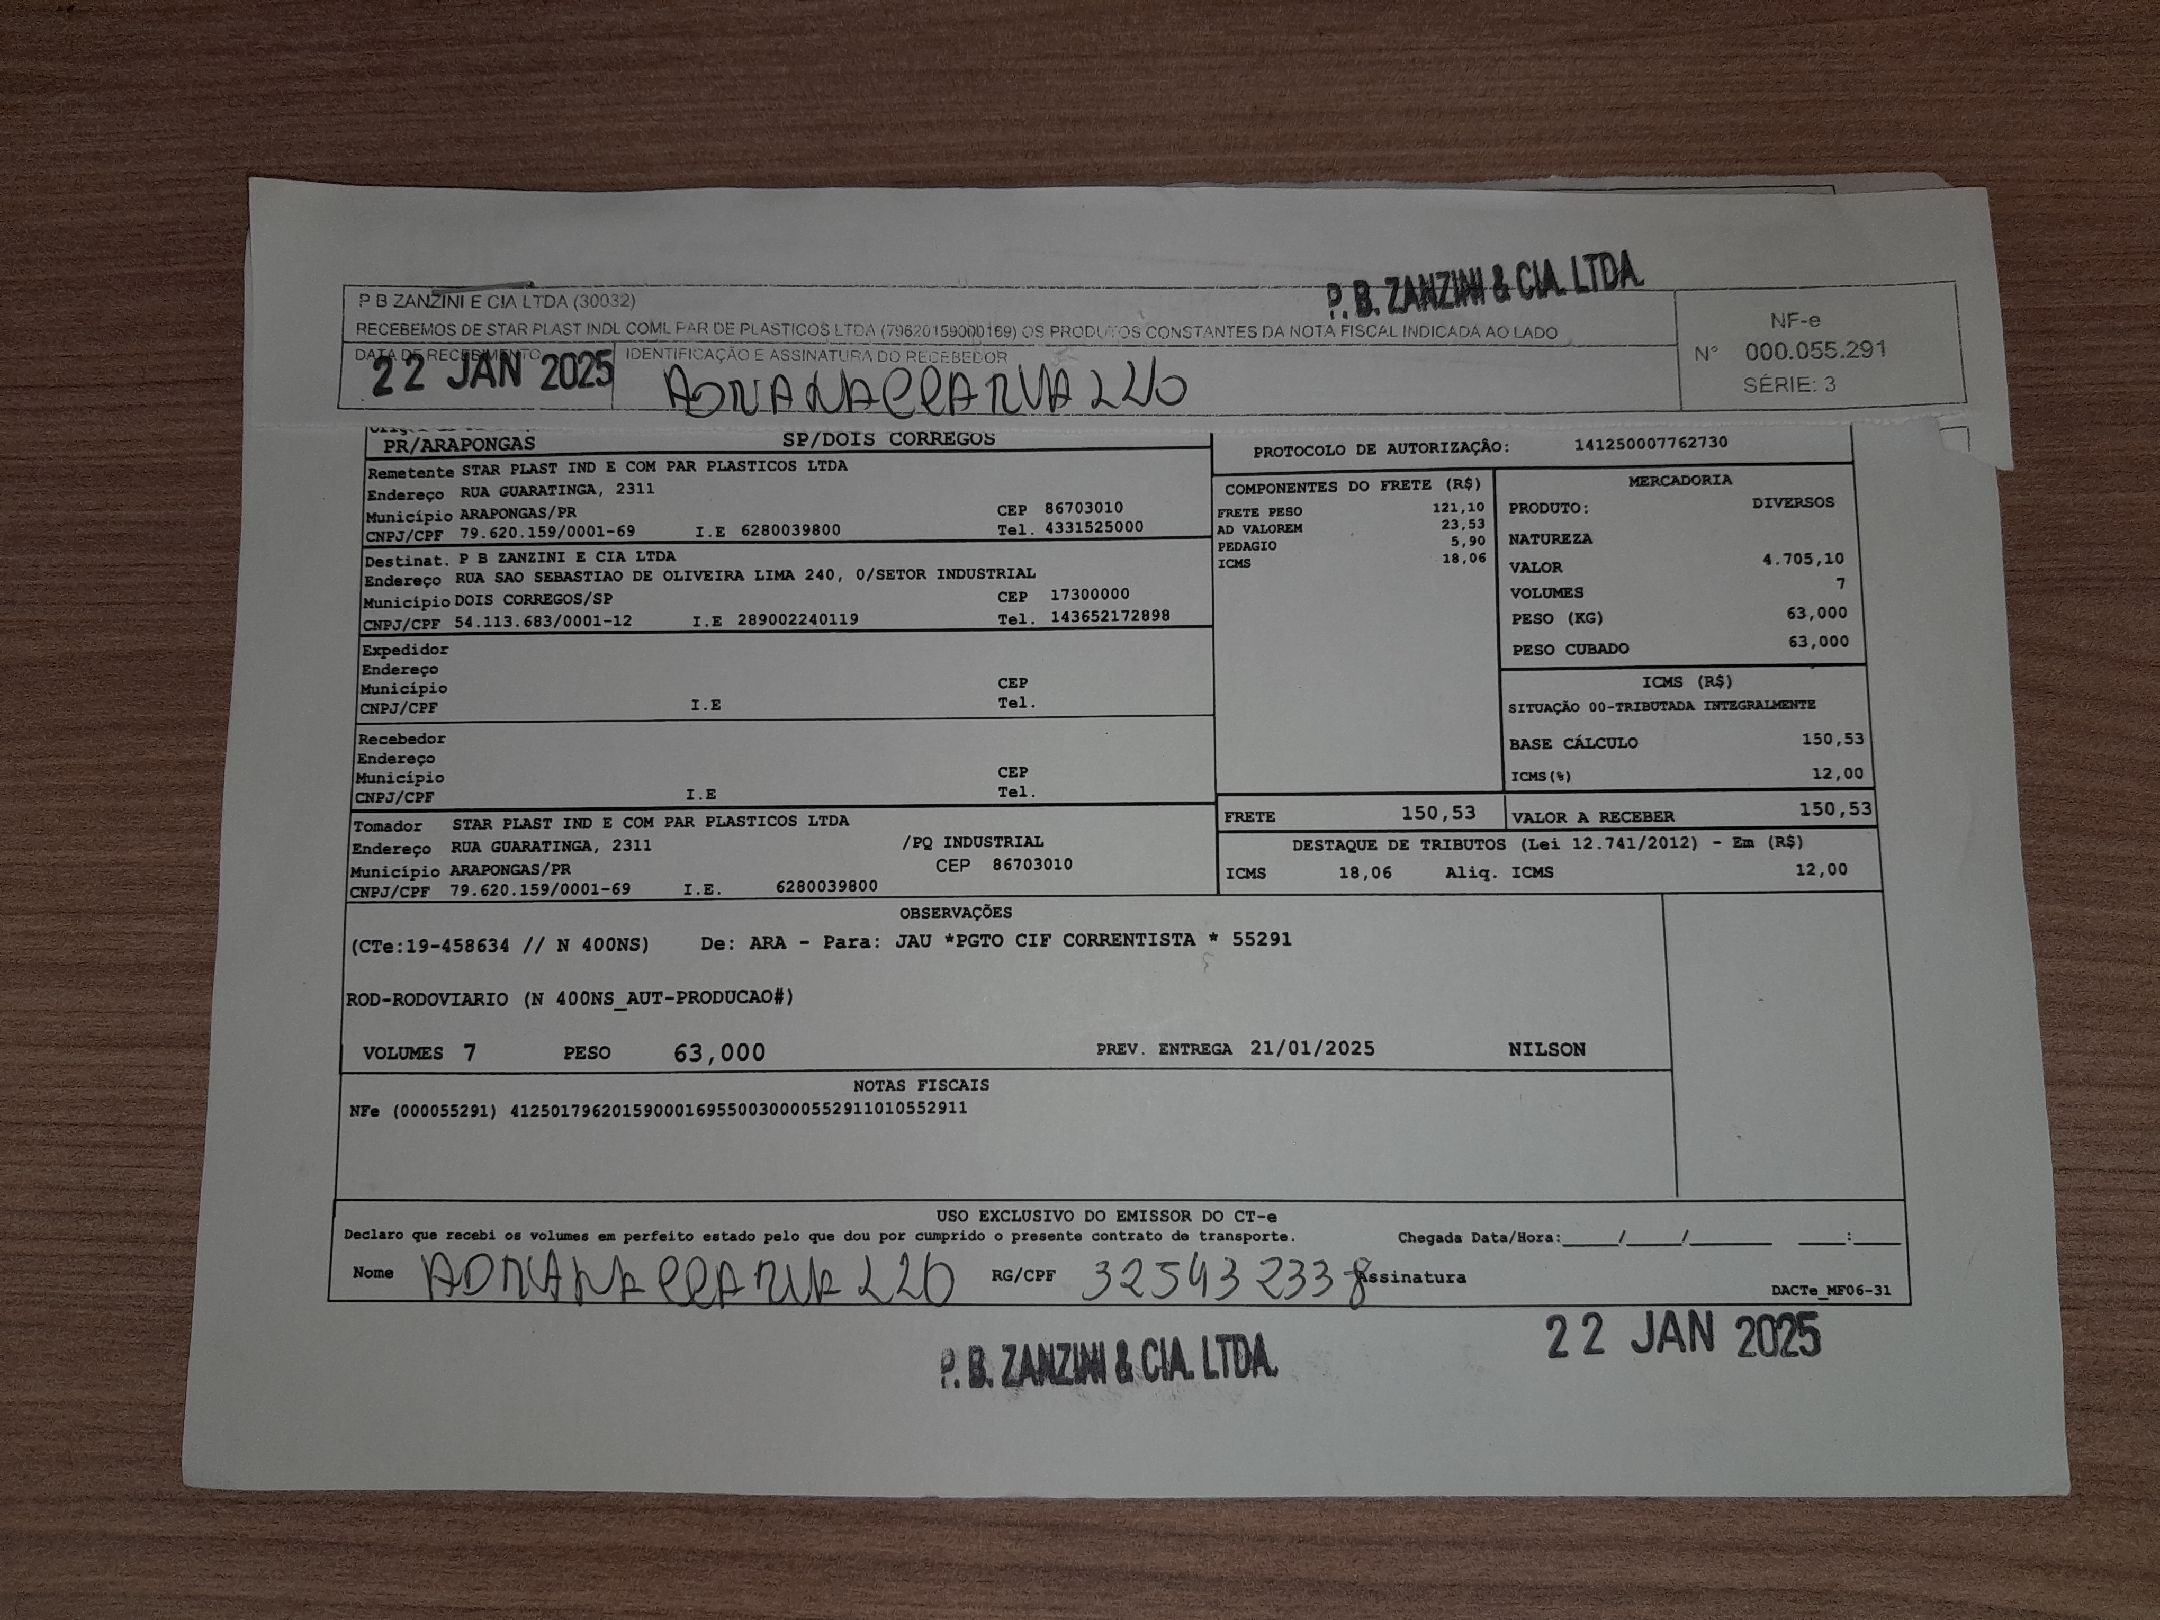 P. B. ZANZINI & CIA. LTDA.
P B ZANZINI E CIA LTDA (30032)
RECEBEMOS DE STAR PLAST INDL COML PAR DE PLASTICOS LTDA (79620159000169) OS PRODUTOS CONSTANTES DA NOTA FISCAL INDICADA AO LADO
NF-e
Nº 000.055.291
SÉRIE: 3
DATA DE RECEBIMENTO IDENTIFICAÇÃO E ASSINATURA DO RECEBEDOR
22 JAN 2025
PR/ARAPONGAS SP/DOIS CORREGOS
PROTOCOLO DE AUTORIZAÇÃO: 141250007762730
Remetente STAR PLAST IND E COM PAR PLASTICOS LTDA
Endereço RUA GUARATINGA, 2311
Município ARAPONGAS/PR CEP 86703010
CNPJ/CPF 79.620.159/0001-69 I.E 6280039800 Tel. 4331525000
Destinat. P B ZANZINI E CIA LTDA
Endereço RUA SAO SEBASTIAO DE OLIVEIRA LIMA 240, 0/SETOR INDUSTRIAL
Município DOIS CORREGOS/SP CEP 17300000
CNPJ/CPF 54.113.683/0001-12 I.E 289002240119 Tel. 143652172898
Expedidor
Endereço
Município CEP
CNPJ/CPF I.E Tel.
Recebedor
Endereço
Município CEP
CNPJ/CPF I.E Tel.
Tomador STAR PLAST IND E COM PAR PLASTICOS LTDA
Endereço RUA GUARATINGA, 2311 /PQ INDUSTRIAL
Município ARAPONGAS/PR CEP 86703010
CNPJ/CPF 79.620.159/0001-69 I.E. 6280039800
COMPONENTES DO FRETE (R$)
FRETE PESO 121,10
AD VALOREM 23,53
PEDAGIO 5,90
ICMS 18,06
MERCADORIA
PRODUTO: DIVERSOS
NATUREZA
VALOR 4.705,10
VOLUMES 7
PESO (KG) 63,000
PESO CUBADO 63,000
ICMS (R$)
SITUAÇÃO 00-TRIBUTADA INTEGRALMENTE
BASE CÁLCULO 150,53
ICMS(%) 12,00
FRETE 150,53 VALOR A RECEBER 150,53
DESTAQUE DE TRIBUTOS (Lei 12.741/2012) - Em (R$)
ICMS 18,06 Aliq. ICMS 12,00
OBSERVAÇÕES
(CTe:19-458634 // N 400NS) De: ARA - Para: JAU *PGTO CIF CORRENTISTA * 55291
ROD-RODOVIARIO (N 400NS_AUT-PRODUCAO#)
VOLUMES 7 PESO 63,000 PREV. ENTREGA 21/01/2025 NILSON
NOTAS FISCAIS
NFe (000055291) 41250179620159000169550030000552911010552911
USO EXCLUSIVO DO EMISSOR DO CT-e
Declaro que recebi os volumes em perfeito estado pelo que dou por cumprido o presente contrato de transporte. Chegada Data/Hora:_____/_____/_______ ____:____
Nome RG/CPF 325432338 Assinatura
DACTe_MF06-31
22 JAN 2025
P. B. ZANZINI & CIA. LTDA.